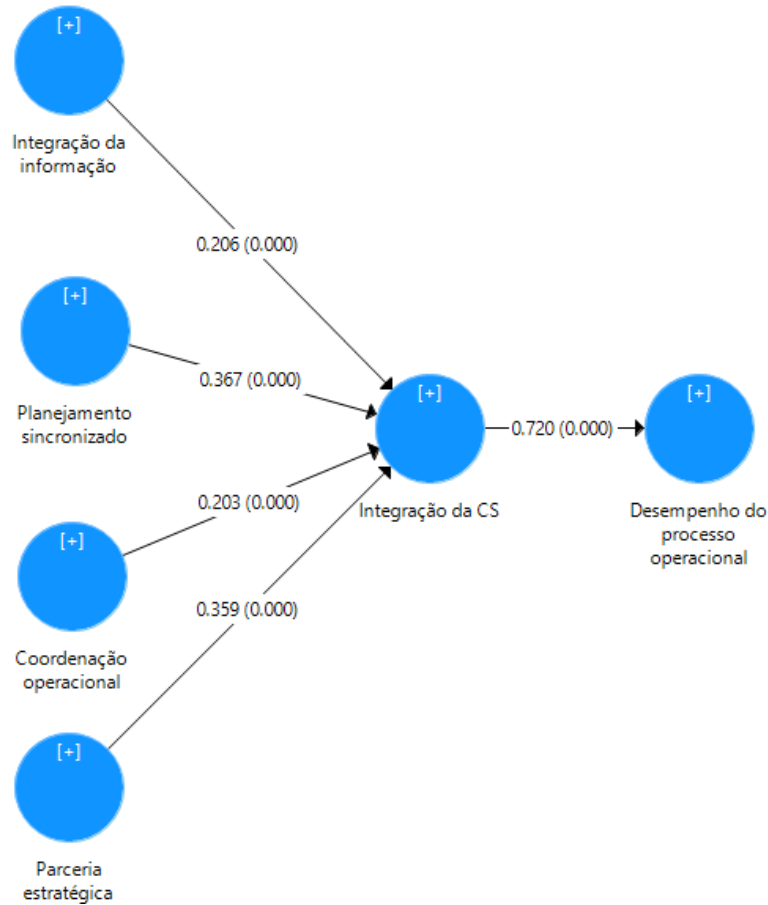 [+]
Integração da
informação
0.206 (0.000)
[+]
Planejamento
sincronizado
0.367 (0.000)
[+]
Coordenação
operacional
0.203 (0.000)
[+]
Parceria
estratégica
0.359 (0.000)
[+]
Integração da CS
0.720 (0.000)
[+]
Desempenho do
processo
operacional